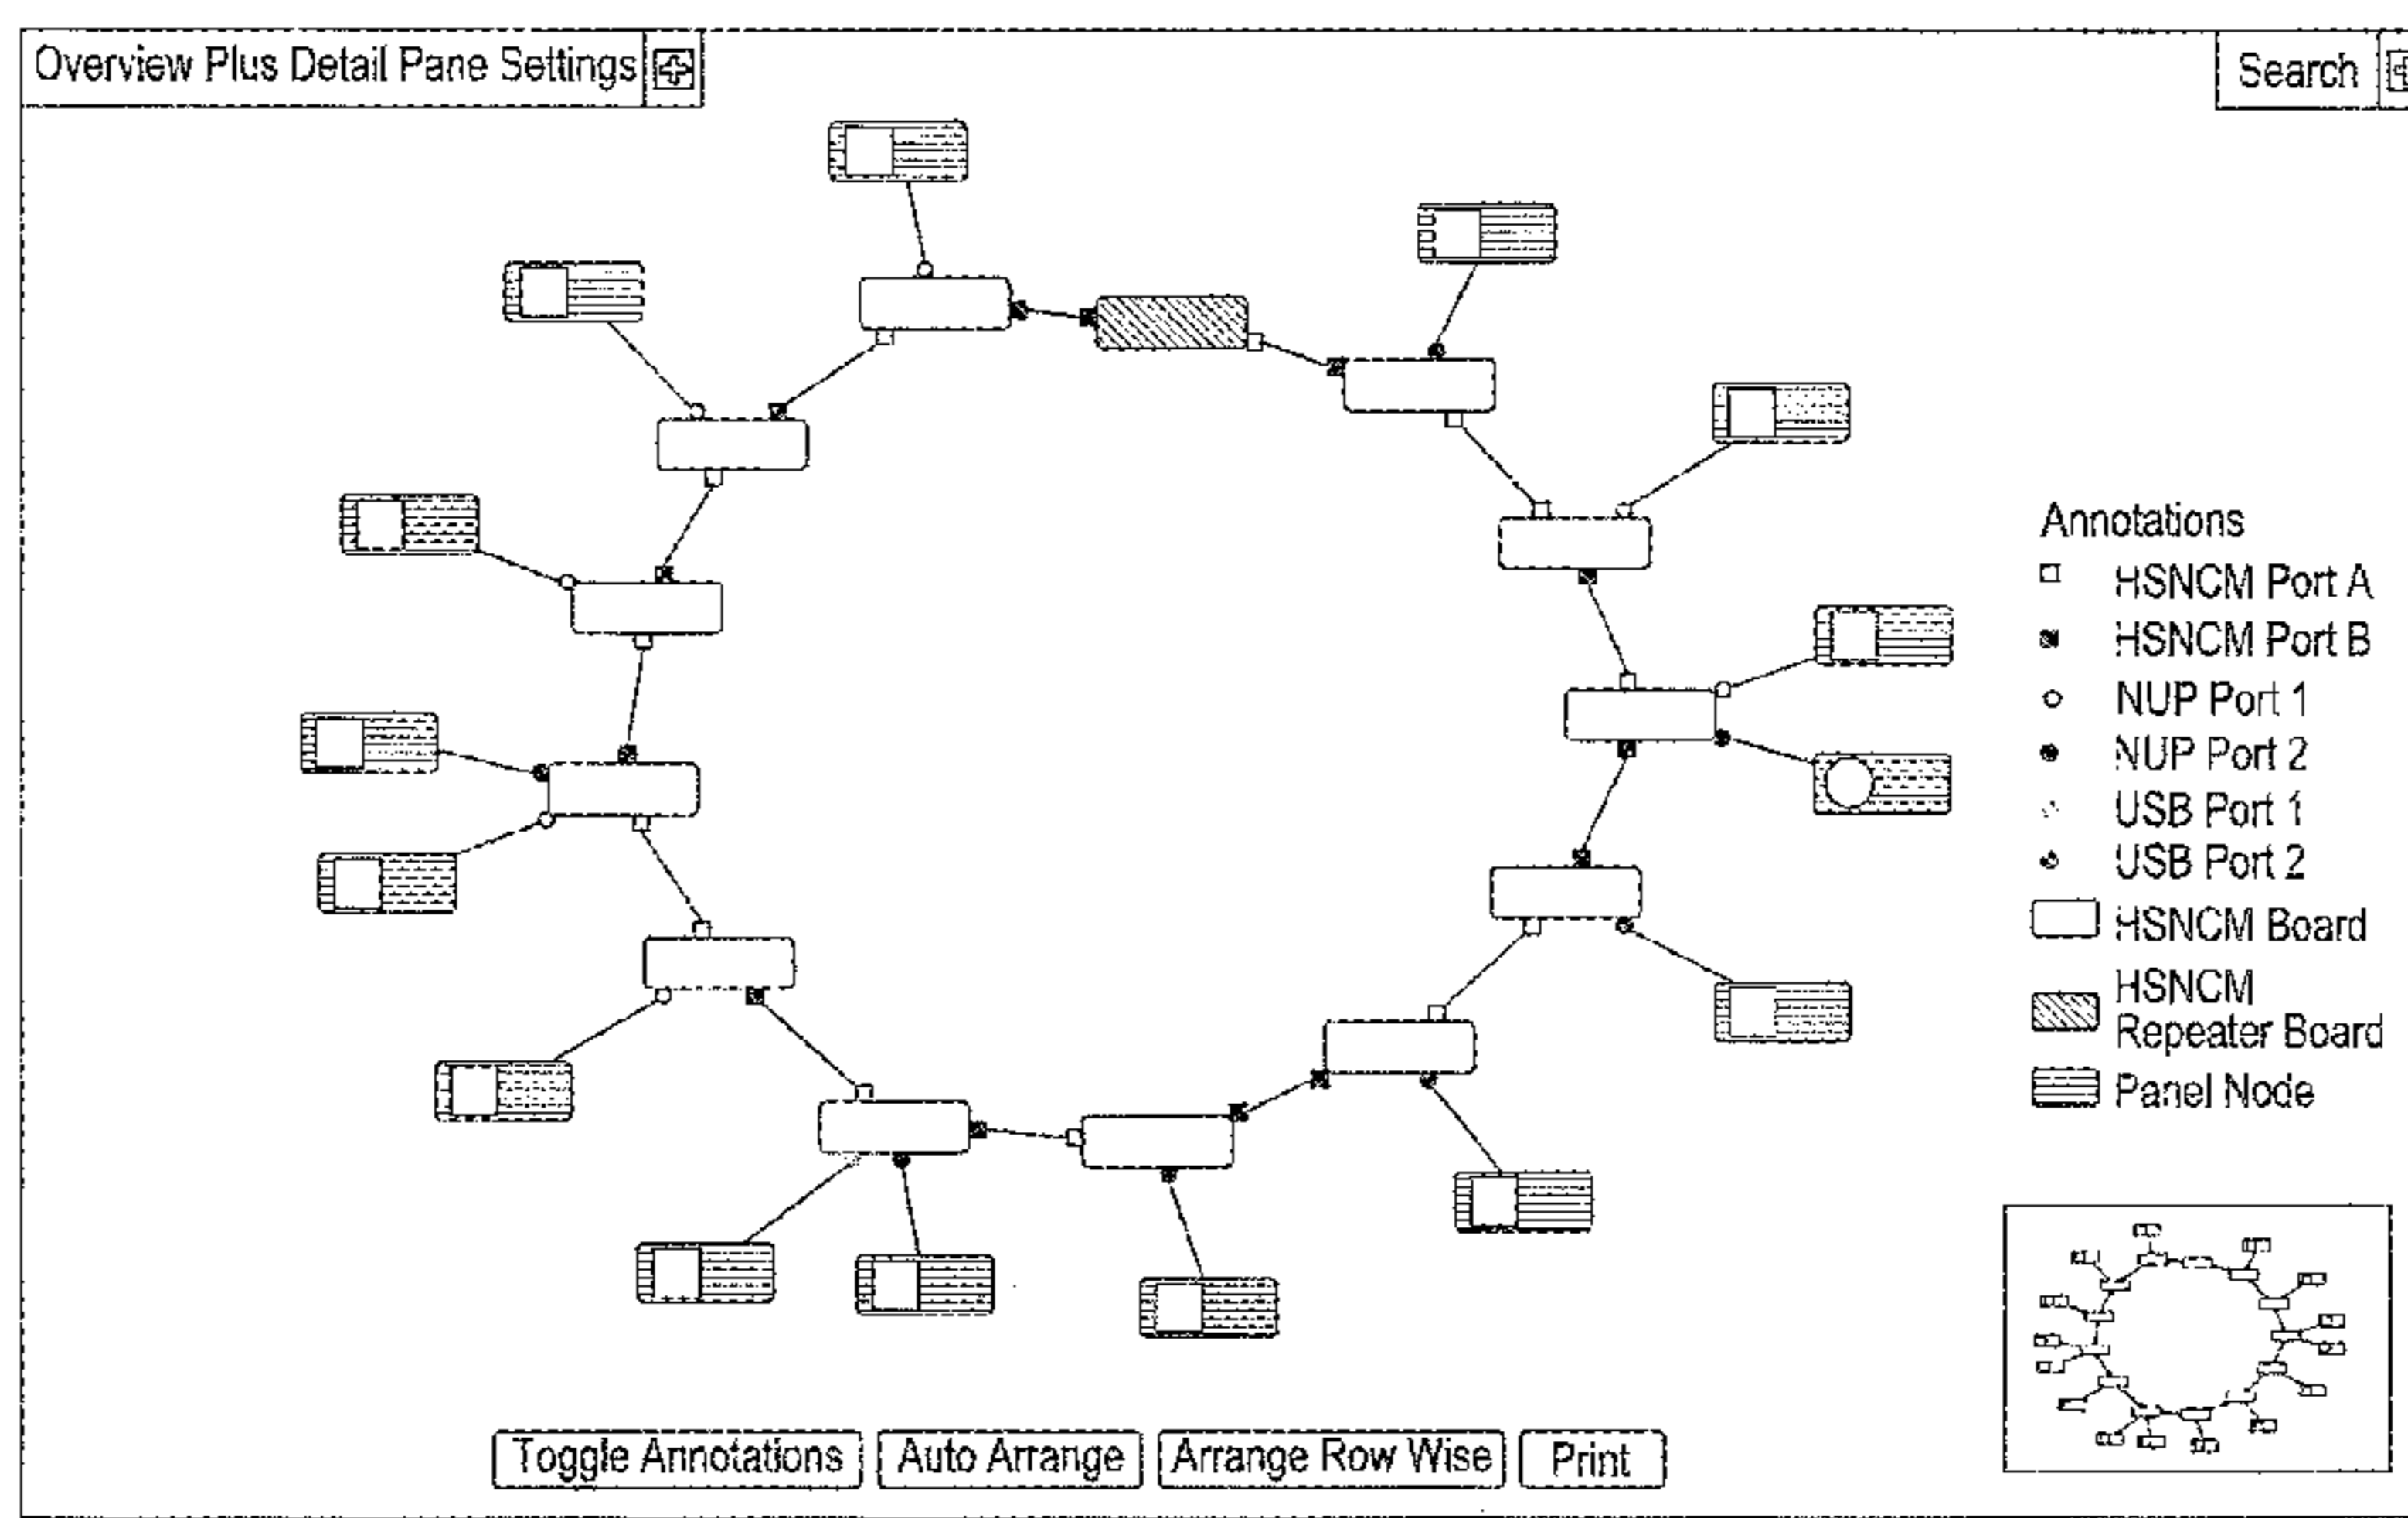 Overview Plus Detail Pane Settings
Search
Annotations
HSNCM Port A
HSNCM Port B
NUP Port 1
NUP Port 2
USB Port 1
USB Port 2
HSNCM Board
HSNCM
Repeater Board
Panel Node
Toggle Annotations
Auto Arrange
Arrange Row Wise
Print